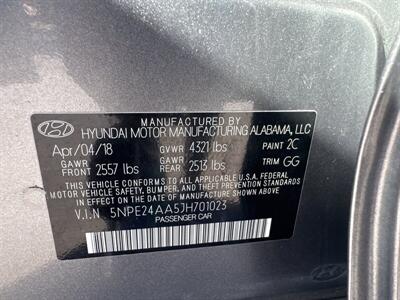 MANUFACTURED BY
HYUNDAI MOTOR MANUFACTURING ALABAMA, LLC
Apr/04/18 GVWR 4321 lbs PAINT 2C
GAWR FRONT 2557 lbs GAWR REAR 2513 lbs TRIM GG
THIS VEHICLE CONFORMS TO ALL APPLICABLE U.S.A. FEDERAL
MOTOR VEHICLE SAFETY, BUMPER, AND THEFT PREVENTION
STANDARDS IN EFFECT ON THE DATE OF MANUFACTURE SHOWN ABOVE.
V.I.N 5NPE24AA5JH701023
PASSENGER CAR